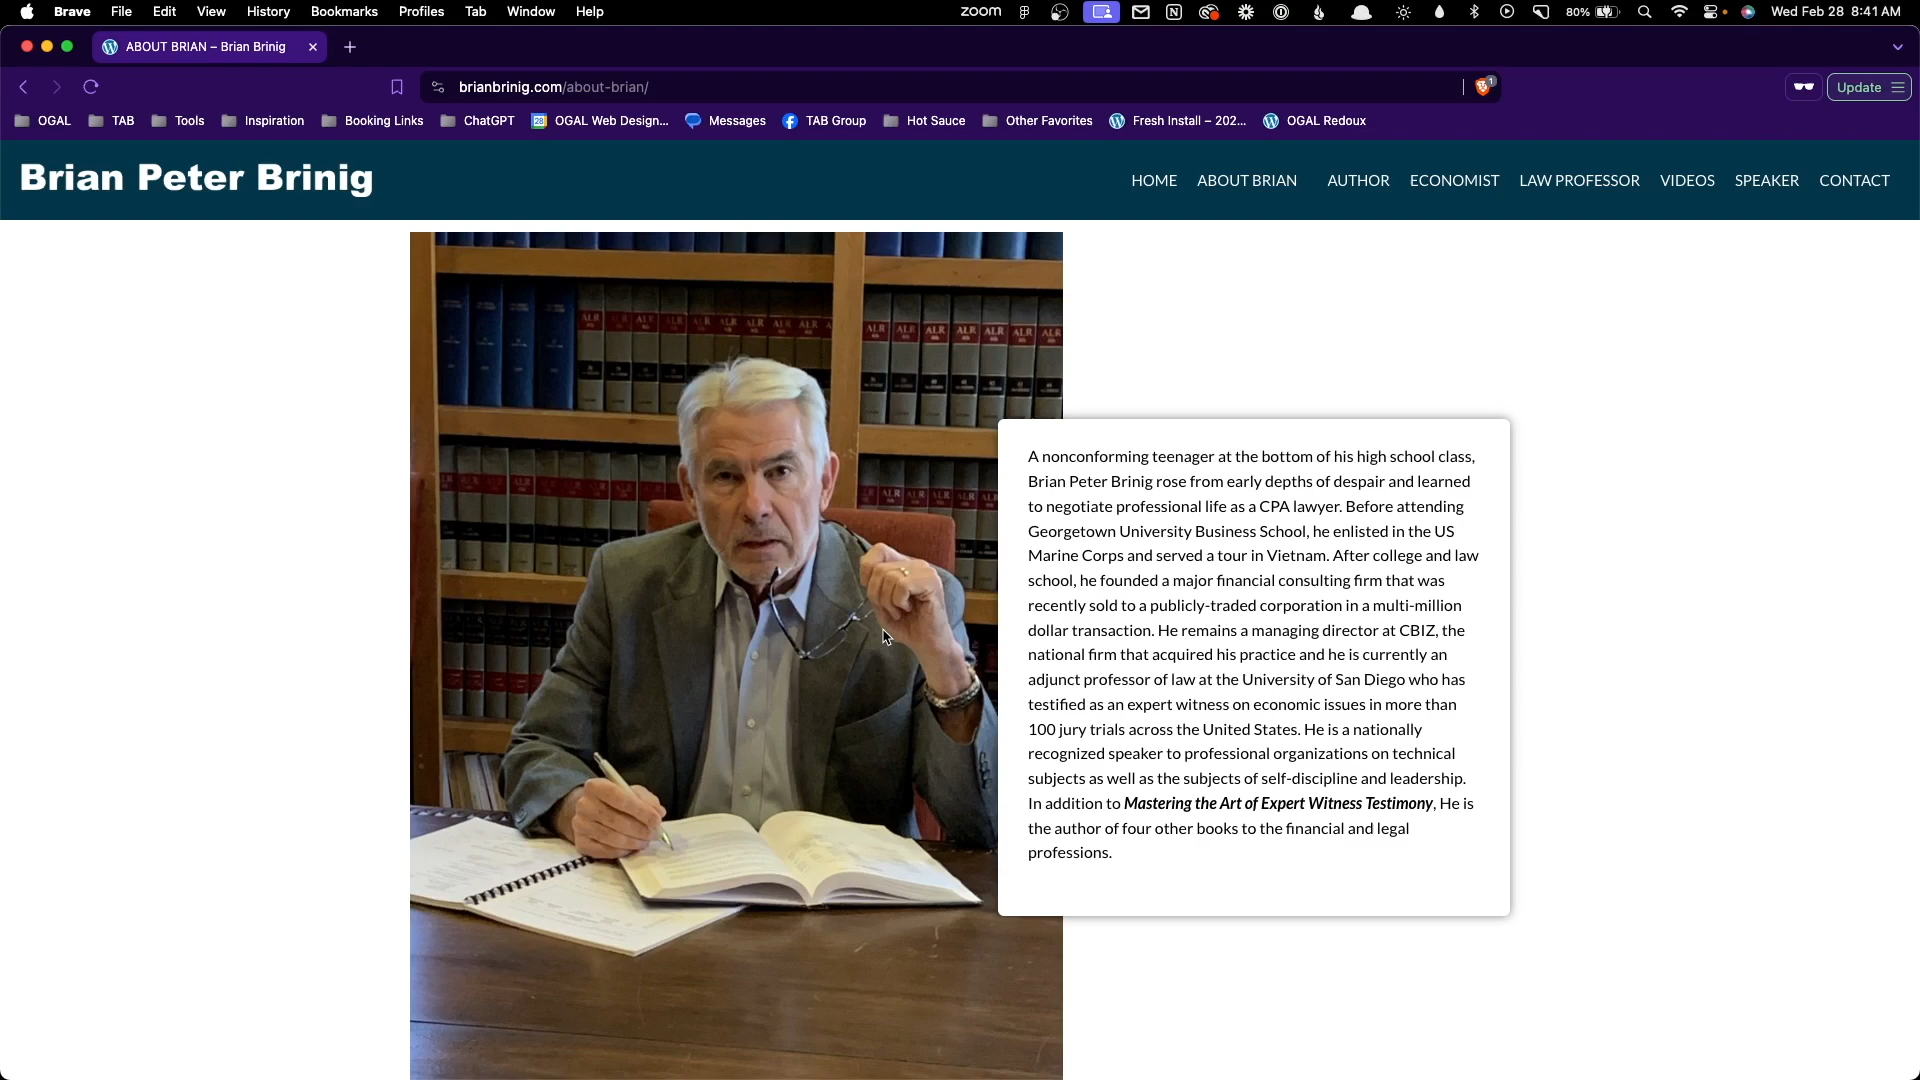 Brave File Edit View History Bookmarks Profiles Tab Window Help zoom 80% Wed Feb 28 8:41 AM
ABOUT BRIAN – Brian Brinig
brianbrinig.com/about-brian/ 1 Update
OGAL TAB Tools Inspiration Booking Links ChatGPT 28 OGAL Web Design... Messages TAB Group Hot Sauce Other Favorites Fresh Install – 202... OGAL Redoux
Brian Peter Brinig
HOME ABOUT BRIAN AUTHOR ECONOMIST LAW PROFESSOR VIDEOS SPEAKER CONTACT
ALR ALR ALR ALR ALR ALR ALR
A nonconforming teenager at the bottom of his high school class,
Brian Peter Brinig rose from early depths of despair and learned
to negotiate professional life as a CPA lawyer. Before attending
Georgetown University Business School, he enlisted in the US
Marine Corps and served a tour in Vietnam. After college and law
school, he founded a major financial consulting firm that was
recently sold to a publicly-traded corporation in a multi-million
dollar transaction. He remains a managing director at CBIZ, the
national firm that acquired his practice and he is currently an
adjunct professor of law at the University of San Diego who has
testified as an expert witness on economic issues in more than
100 jury trials across the United States. He is a nationally
recognized speaker to professional organizations on technical
subjects as well as the subjects of self-discipline and leadership.
In addition to Mastering the Art of Expert Witness Testimony, He is
the author of four other books to the financial and legal
professions.